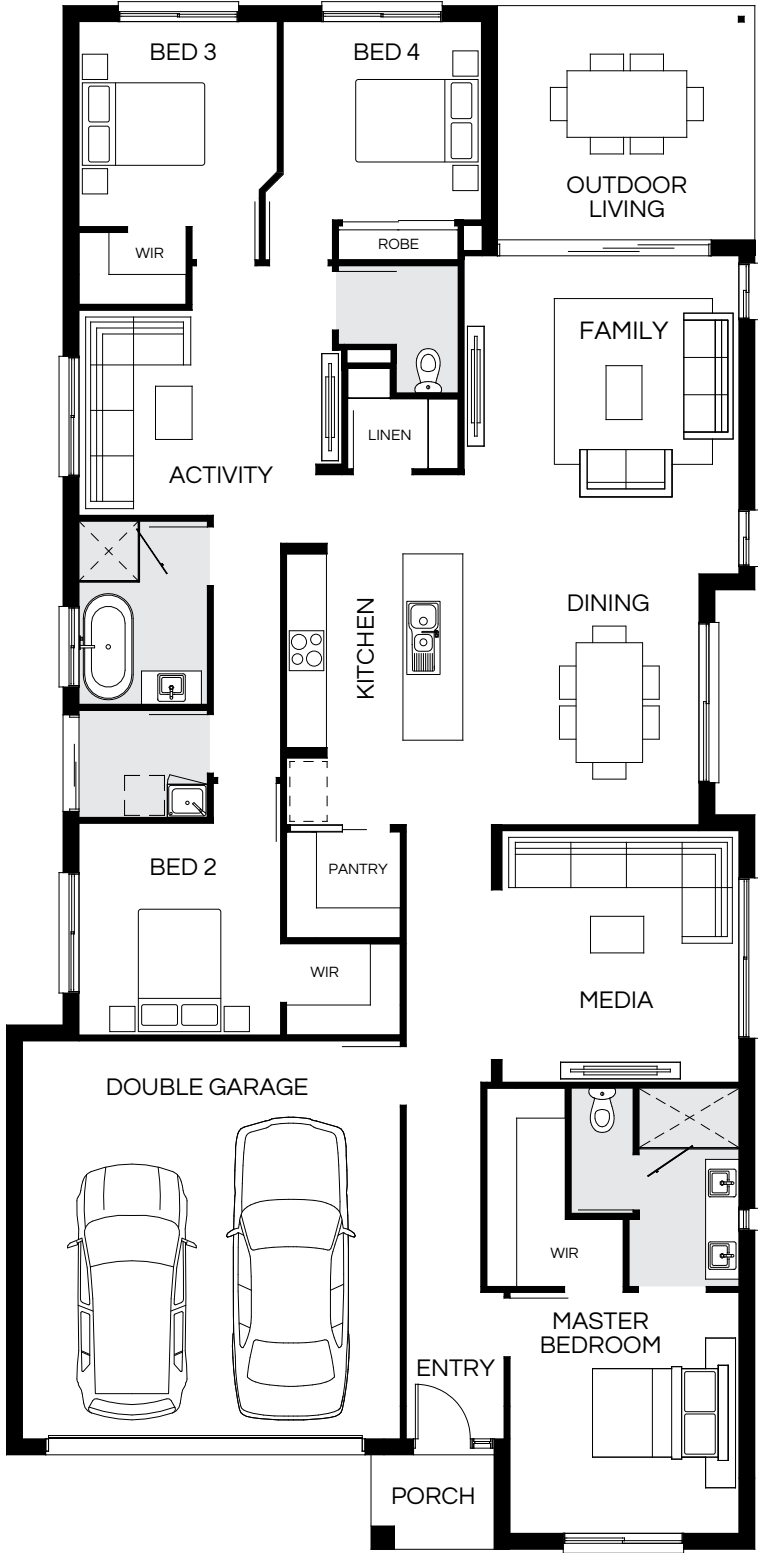 BED 3
BED 4
OUTDOOR
LIVING
WIR
ROBE
FAMILY
LINEN
ACTIVITY
DINING
KITCHEN
BED 2
PANTRY
WIR
MEDIA
DOUBLE GARAGE
WIR
MASTER
BEDROOM
ENTRY
PORCH